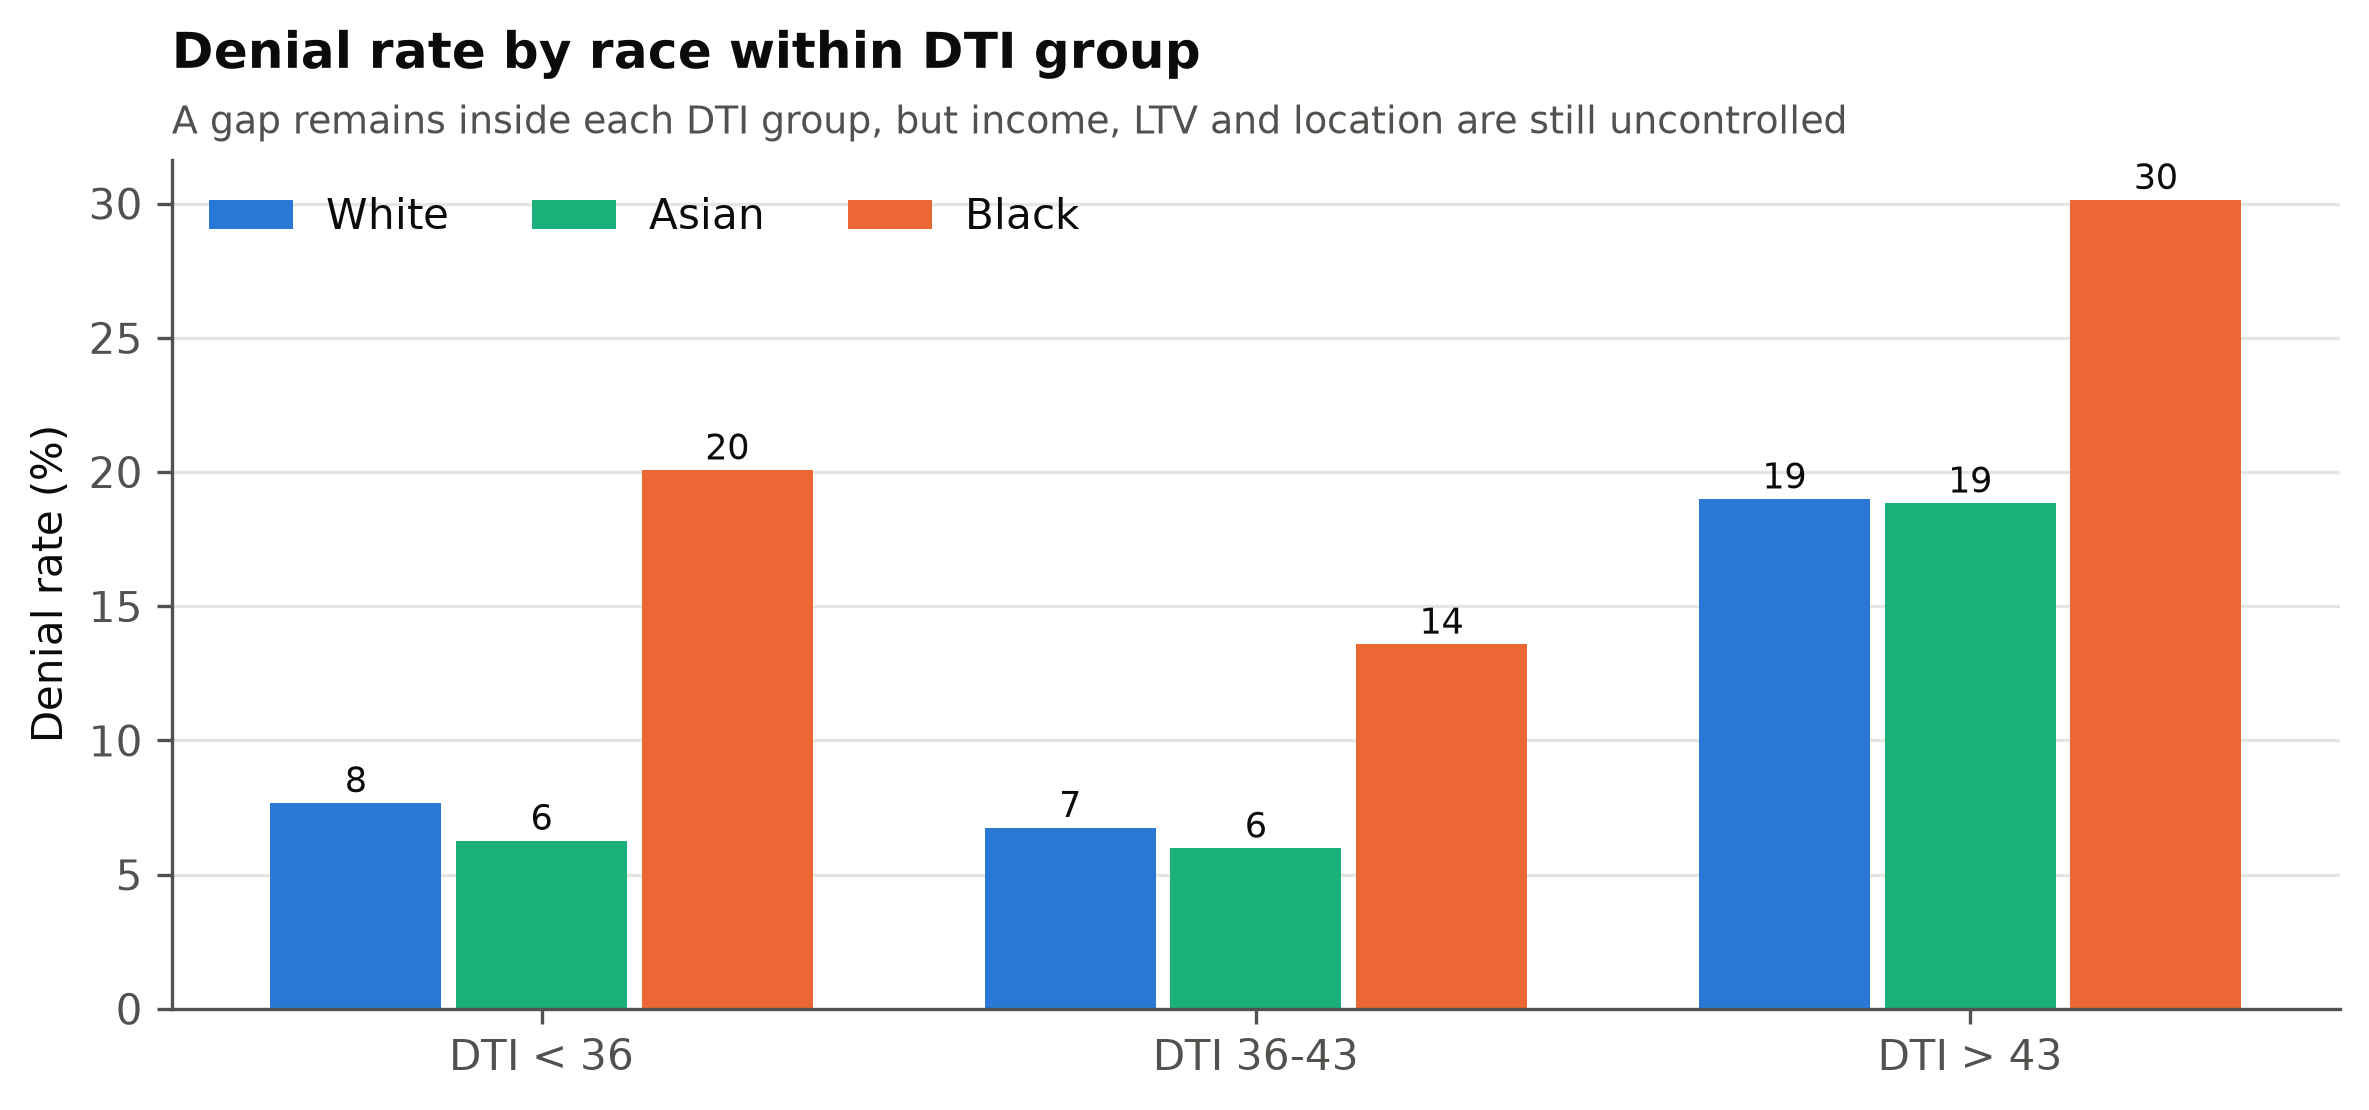 Denial rate by race within DTI group
A gap remains inside each DTI group, but income, LTV and location are still uncontrolled
White Asian Black
Denial rate (%)
30
25
20
15
10
5
0
8 6 20
7 6 14
19 19 30
DTI < 36 DTI 36-43 DTI > 43